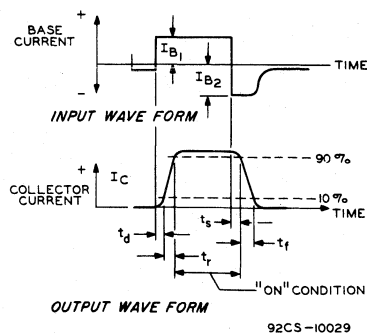 +
BASE
CURRENT
I B1
TIME
I B2
-
INPUT WAVE FORM
+
I C
90 %
COLLECTOR
CURRENT
10 %
t s
TIME
t d
t f
t r
"ON" CONDITION
OUTPUT WAVE FORM
92CS-10029